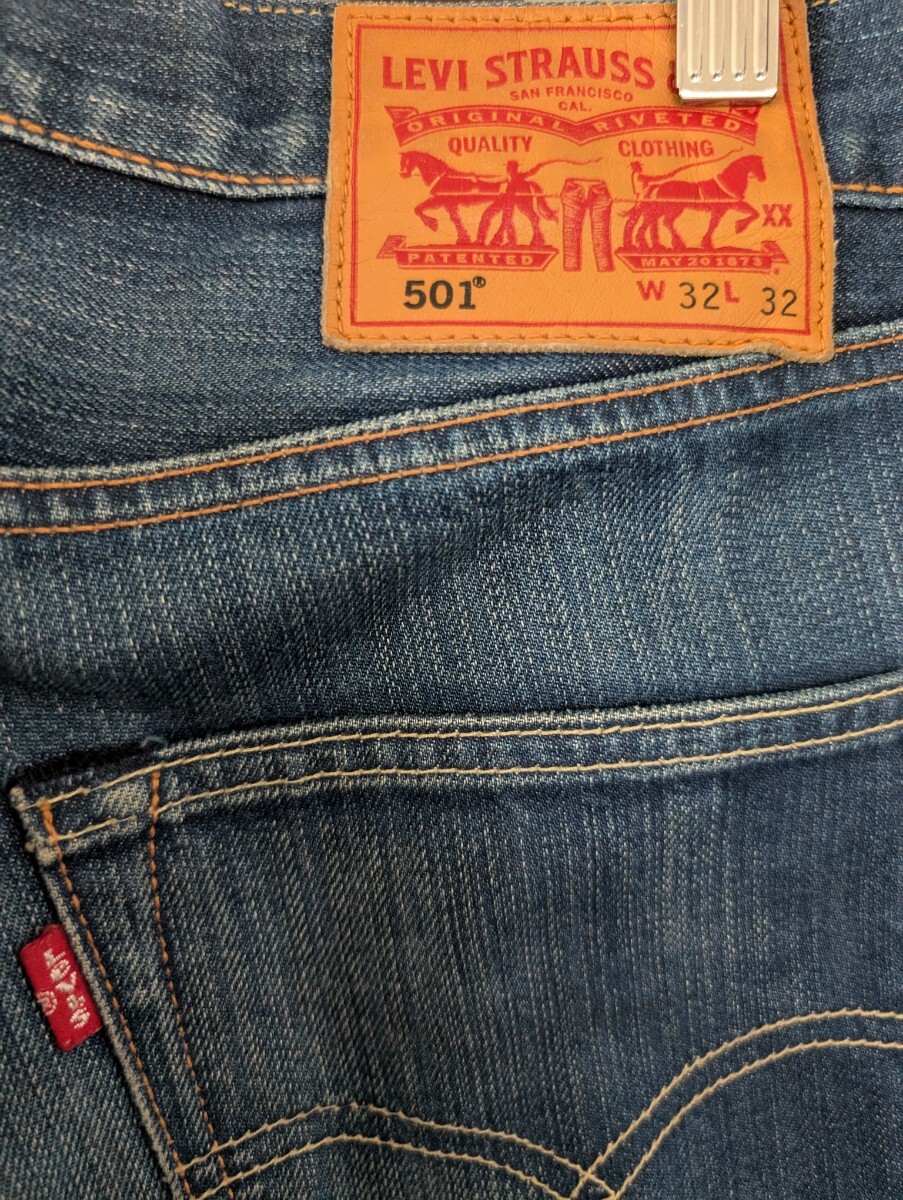 LEVI STRAUSS
SAN FRANCISCO
CAL.
ORIGINAL RIVETED
QUALITY CLOTHING
XX
PATENTED MAY 20 1873
501® W 32 L 32
LEVI'S
®